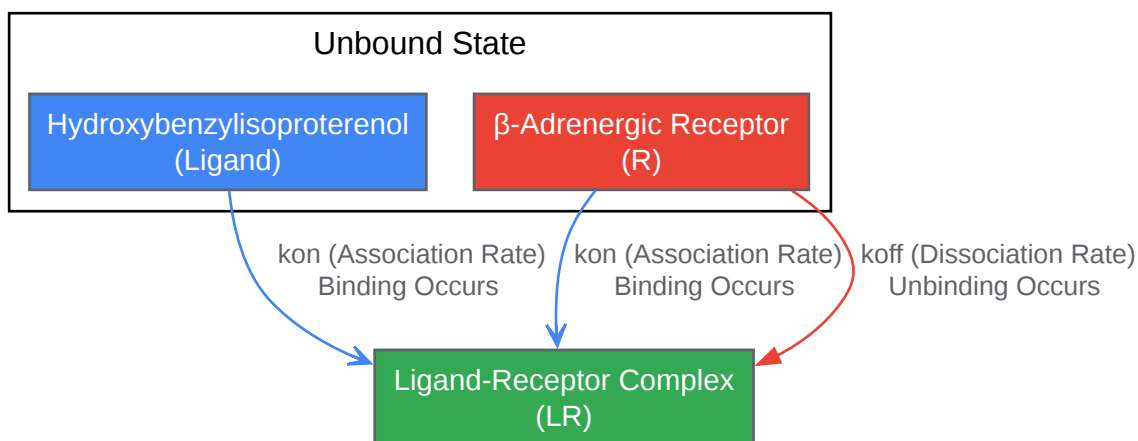 Unbound State
Hydroxybenzylisoproterenol
(Ligand)
β-Adrenergic Receptor
(R)
kon (Association Rate)
Binding Occurs
kon (Association Rate)
Binding Occurs
koff (Dissociation Rate)
Unbinding Occurs
Ligand-Receptor Complex
(LR)